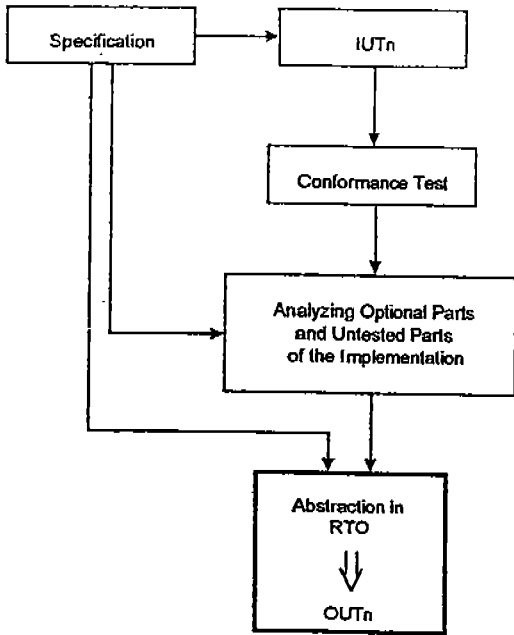 Specification
IUTn
Conformance Test
Analyzing Optional Parts
and Untested Parts
of the Implementation
Abstraction in
RTO
OUTn